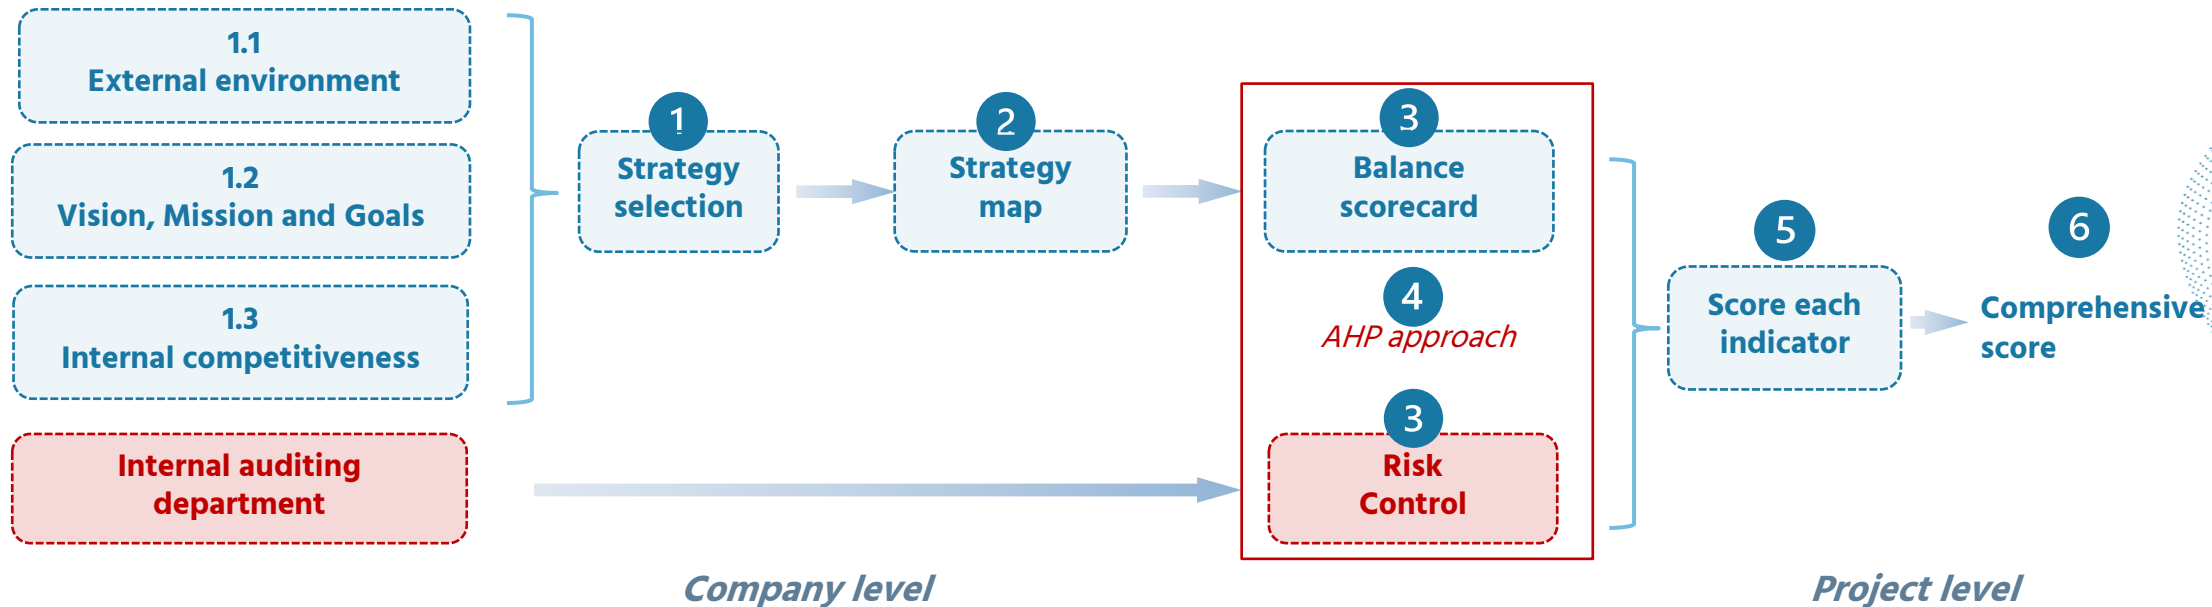 1.1
External environment
1.2
Vision, Mission and Goals
1.3
Internal competitiveness
Internal auditing
department
1
Strategy
selection
2
Strategy
map
3
Balance
scorecard
4
AHP approach
3
Risk
Control
5
Score each
indicator
6
Comprehensive
score
Company level
Project level